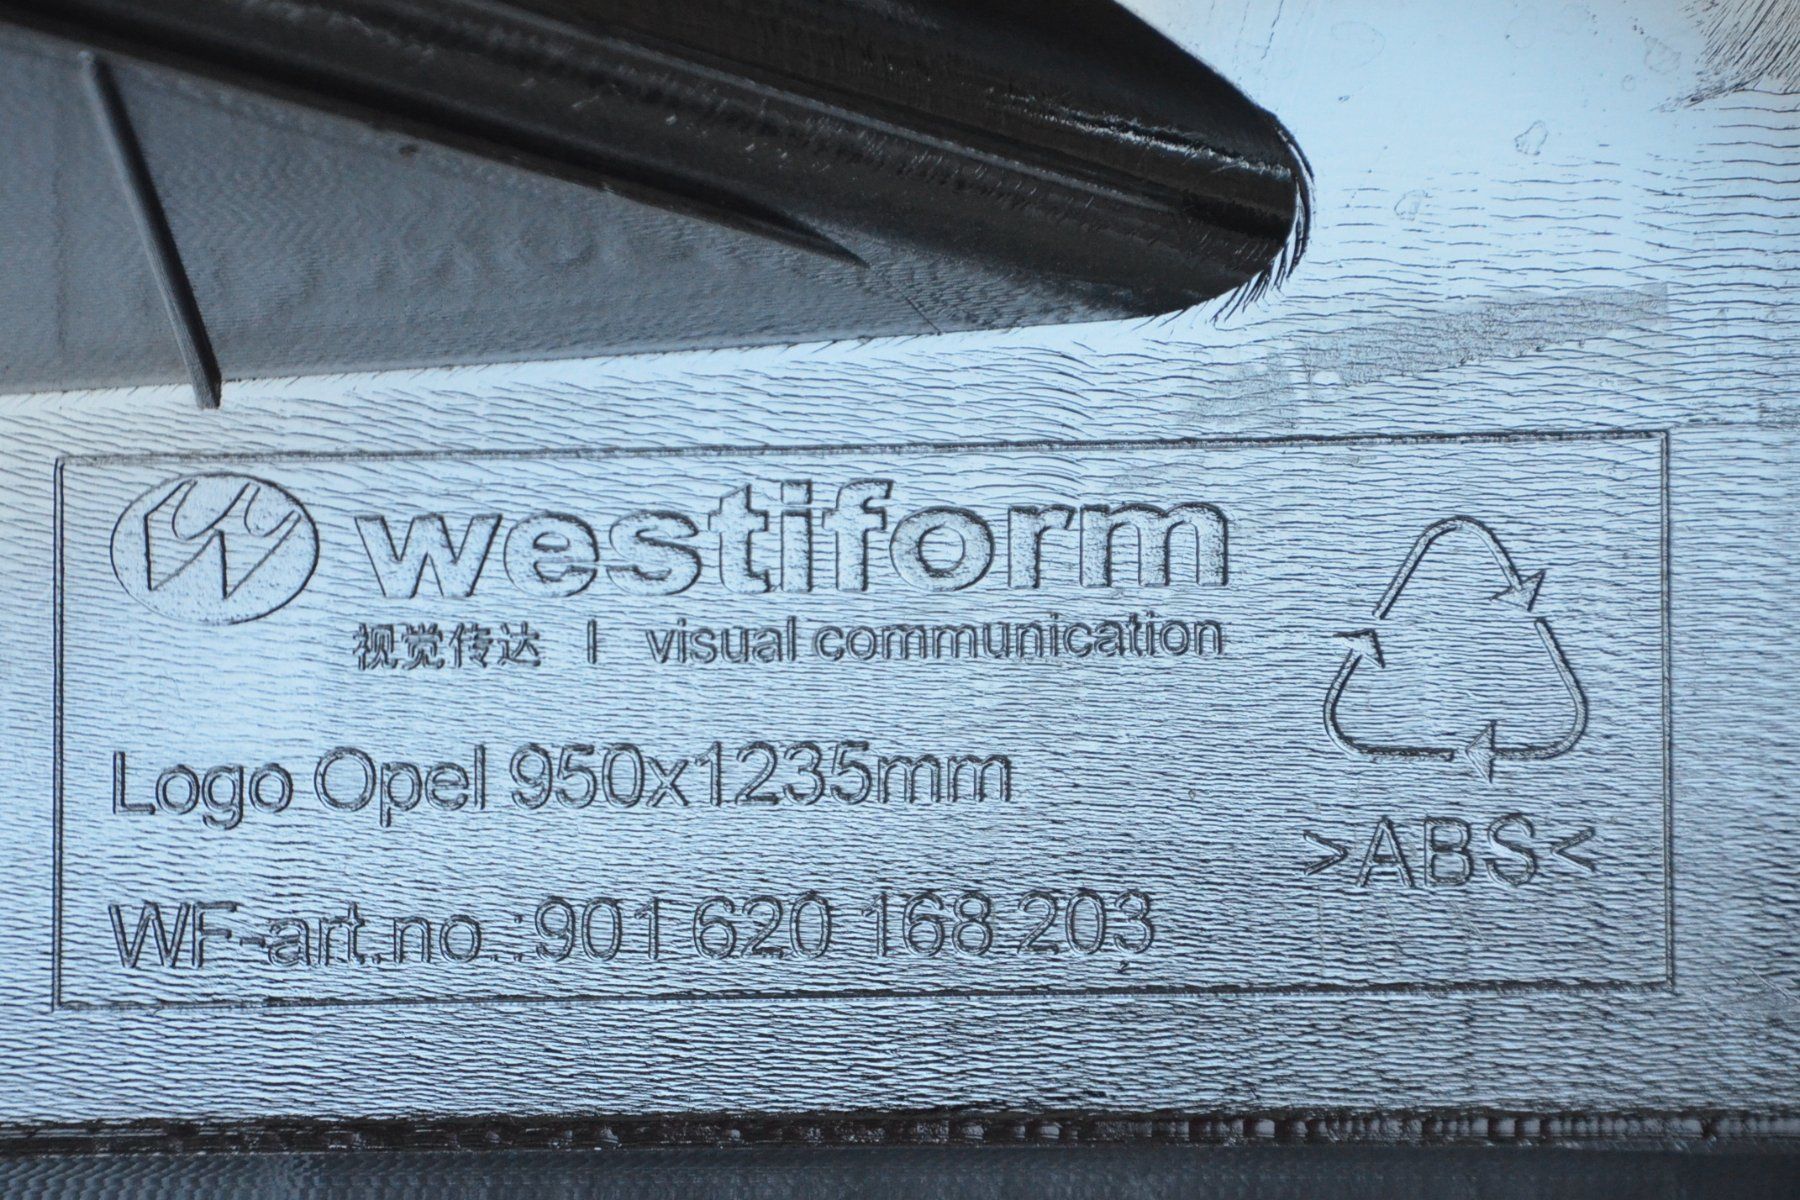 westiform
视觉传达 | visual communication
Logo Opel 950x1235mm
>ABS<
WF-art.no.:901 620 168 203